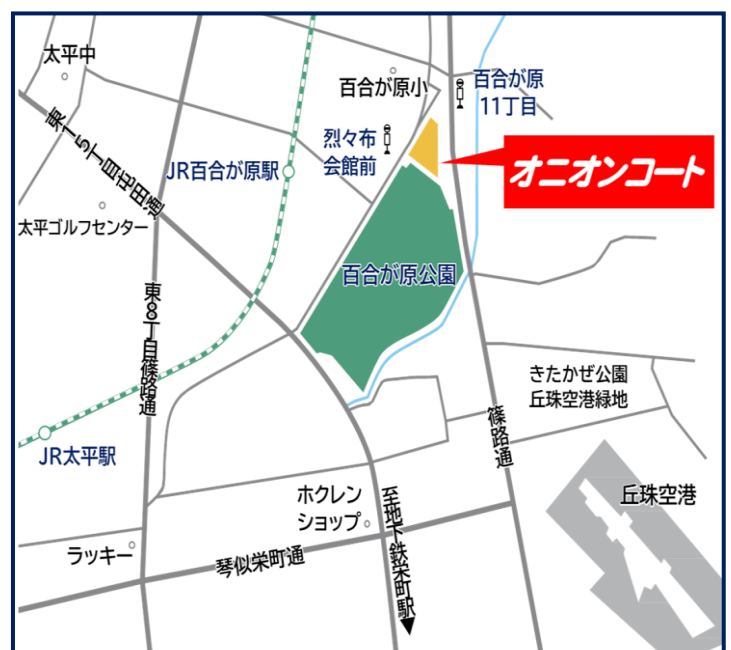 太平中
百合が原小
百合が原
11丁目
烈々布
会館前
オニオンコート
JR百合が原駅
東15丁目屯田通
太平ゴルフセンター
百合が原公園
東8丁目篠路通
きたかぜ公園
丘珠空港緑地
篠路通
JR太平駅
ホクレン
ショップ
丘珠空港
至地下鉄栄町駅
ラッキー
琴似栄町通